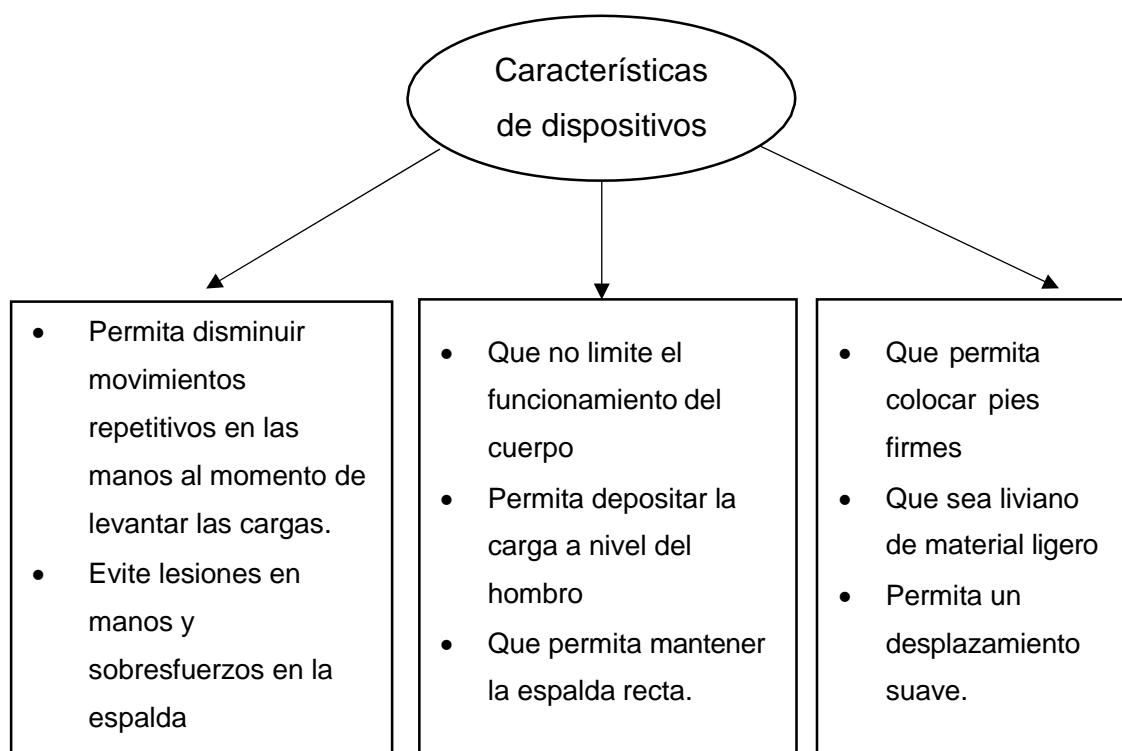 Características
de dispositivos
• Permita disminuir
movimientos
repetitivos en las
manos al momento de
levantar las cargas.
• Evite lesiones en
manos y
sobresfuerzos en la
espalda
• Que no limite el
funcionamiento del
cuerpo
• Permita depositar la
carga a nivel del
hombro
• Que permita mantener
la espalda recta.
• Que permita
colocar pies
firmes
• Que sea liviano
de material ligero
• Permita un
desplazamiento
suave.